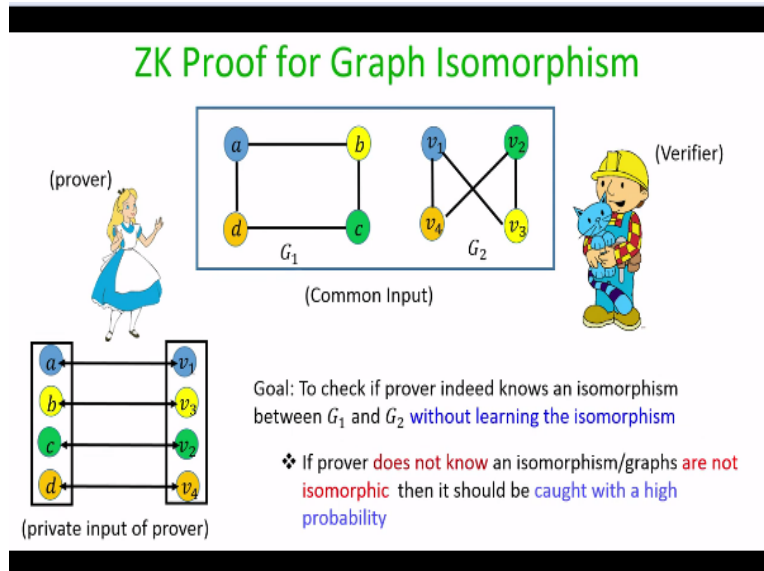 ZK Proof for Graph Isomorphism
(prover)
a b
d c
G₁
v₁ v₂
v₄ v₃
G₂
(Verifier)
(Common Input)
a v₁
b v₃
c v₂
d v₄
(private input of prover)
Goal: To check if prover indeed knows an isomorphism
between G₁ and G₂ without learning the isomorphism
❖ If prover does not know an isomorphism/graphs are not
isomorphic then it should be caught with a high
probability